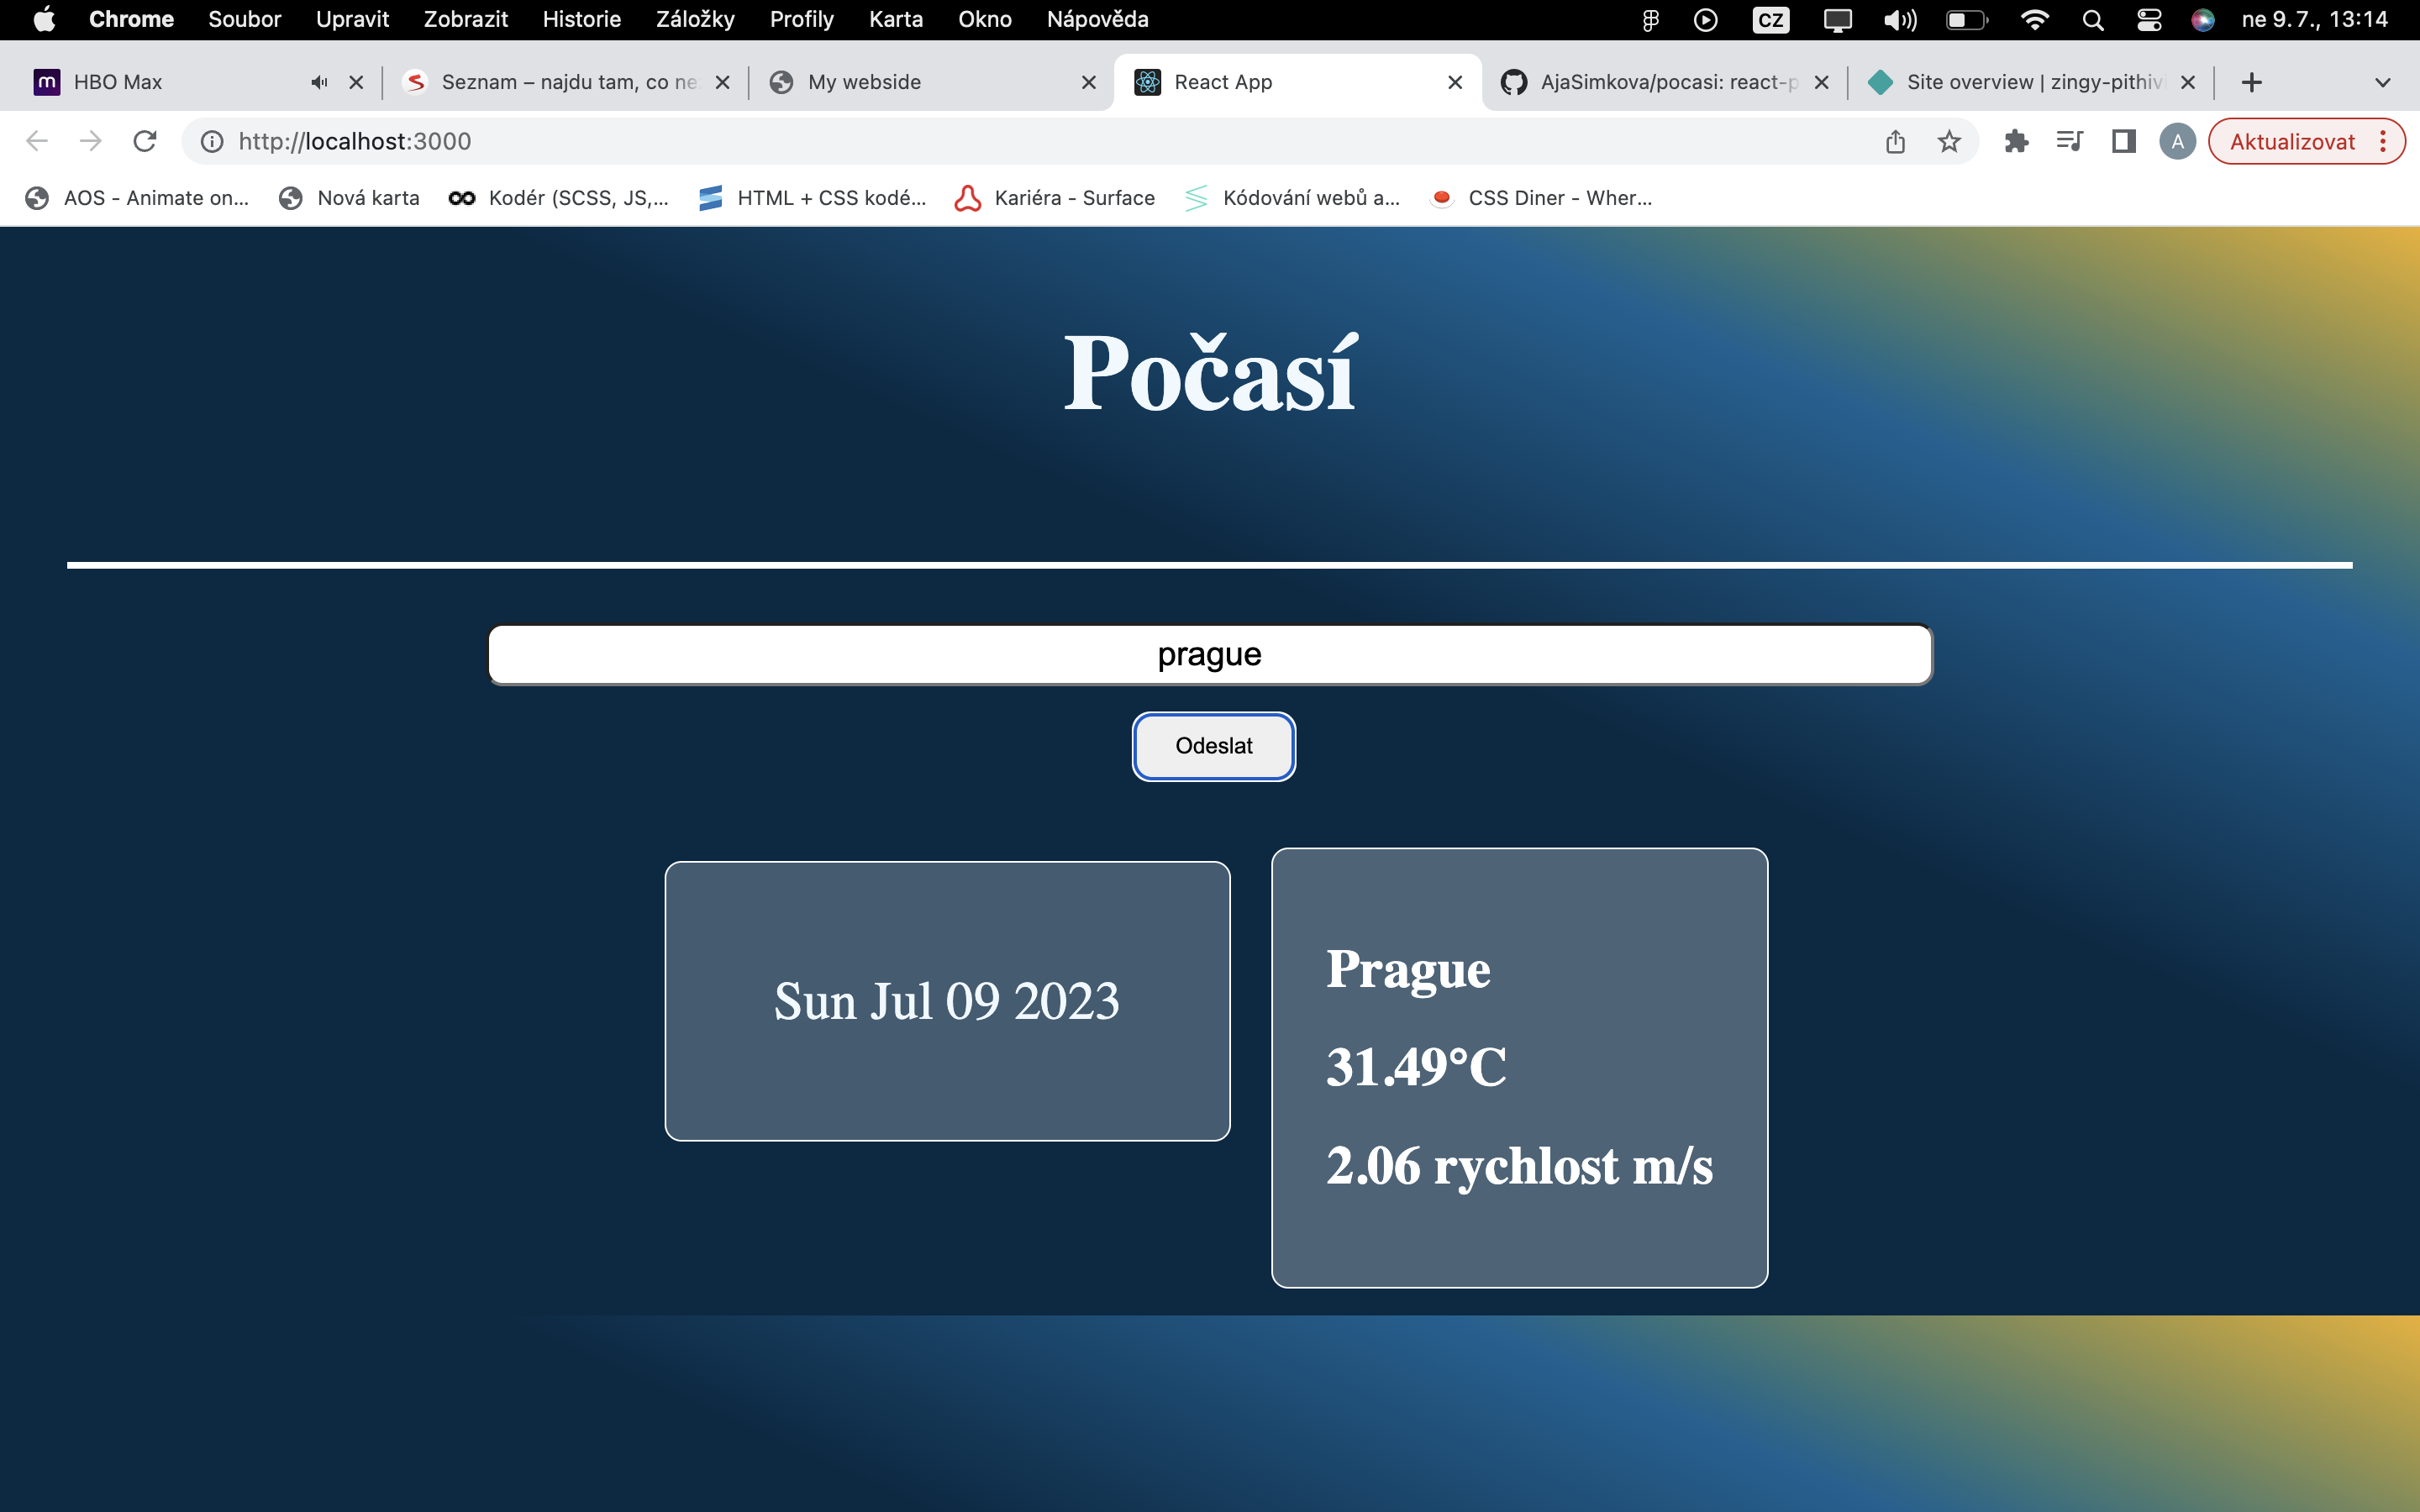 Chrome Soubor Upravit Zobrazit Historie Záložky Profily Karta Okno Nápověda CZ ne 9.7., 13:14
m HBO Max Seznam – najdu tam, co ne My webside React App AjaSimkova/pocasi: react-p Site overview | zingy-pithivi
http://localhost:3000 A Aktualizovat
AOS - Animate on... Nová karta Kodér (SCSS, JS,... HTML + CSS kodé... Kariéra - Surface Kódování webů a... CSS Diner - Wher...
Počasí
prague
Odeslat
Sun Jul 09 2023
Prague
31.49°C
2.06 rychlost m/s